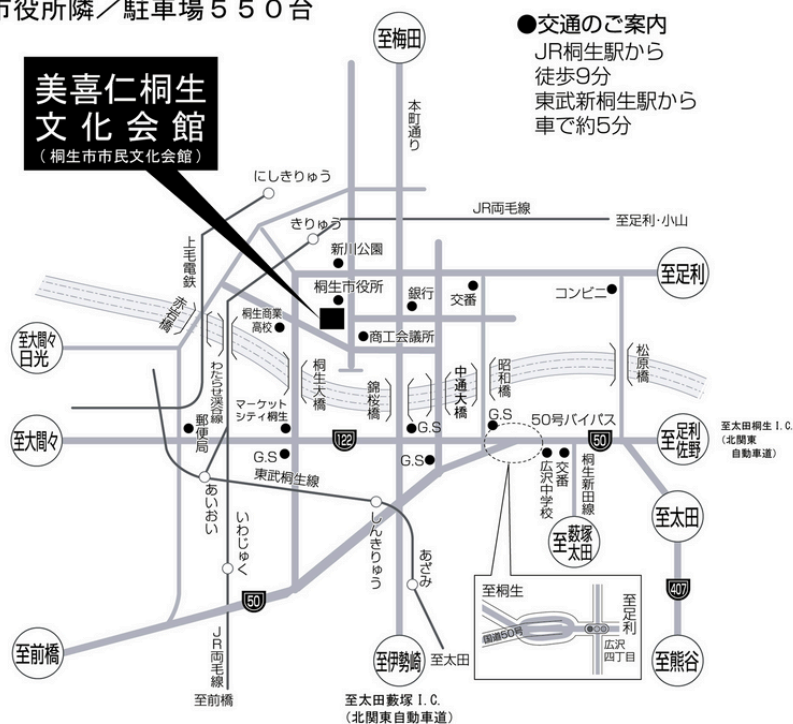 市役所隣／駐車場５５０台
●交通のご案内
JR桐生駅から
徒歩9分
東武新桐生駅から
車で約5分
美喜仁桐生
文化会館
(桐生市市民文化会館)
至梅田
本町通り
にしきりゅう
きりゅう
JR両毛線
至足利・小山
上毛電鉄
新川公園
至足利
桐生市役所
銀行
交番
コンビニ
赤岩橋
桐生商業
高校
商工会議所
至大間々
日光
わたらせ渓谷線
桐生大橋
錦桜橋
中通大橋
昭和橋
松原橋
マーケット
シティ桐生
郵便局
G.S
G.S
50号バイパス
至大間々
122
50
至足利
佐野
至太田桐生 I.C.
(北関東
自動車道)
G.S
G.S
東武桐生線
広沢中学校
交番
桐生新田線
あいおい
いわじゅく
しんきりゅう
あざみ
至藪塚
太田
至太田
407
50
至桐生
至足利
国道50号
広沢
四丁目
至前橋
JR両毛線
至前橋
至伊勢崎
至太田
至熊谷
至太田藪塚 I.C.
(北関東自動車道)